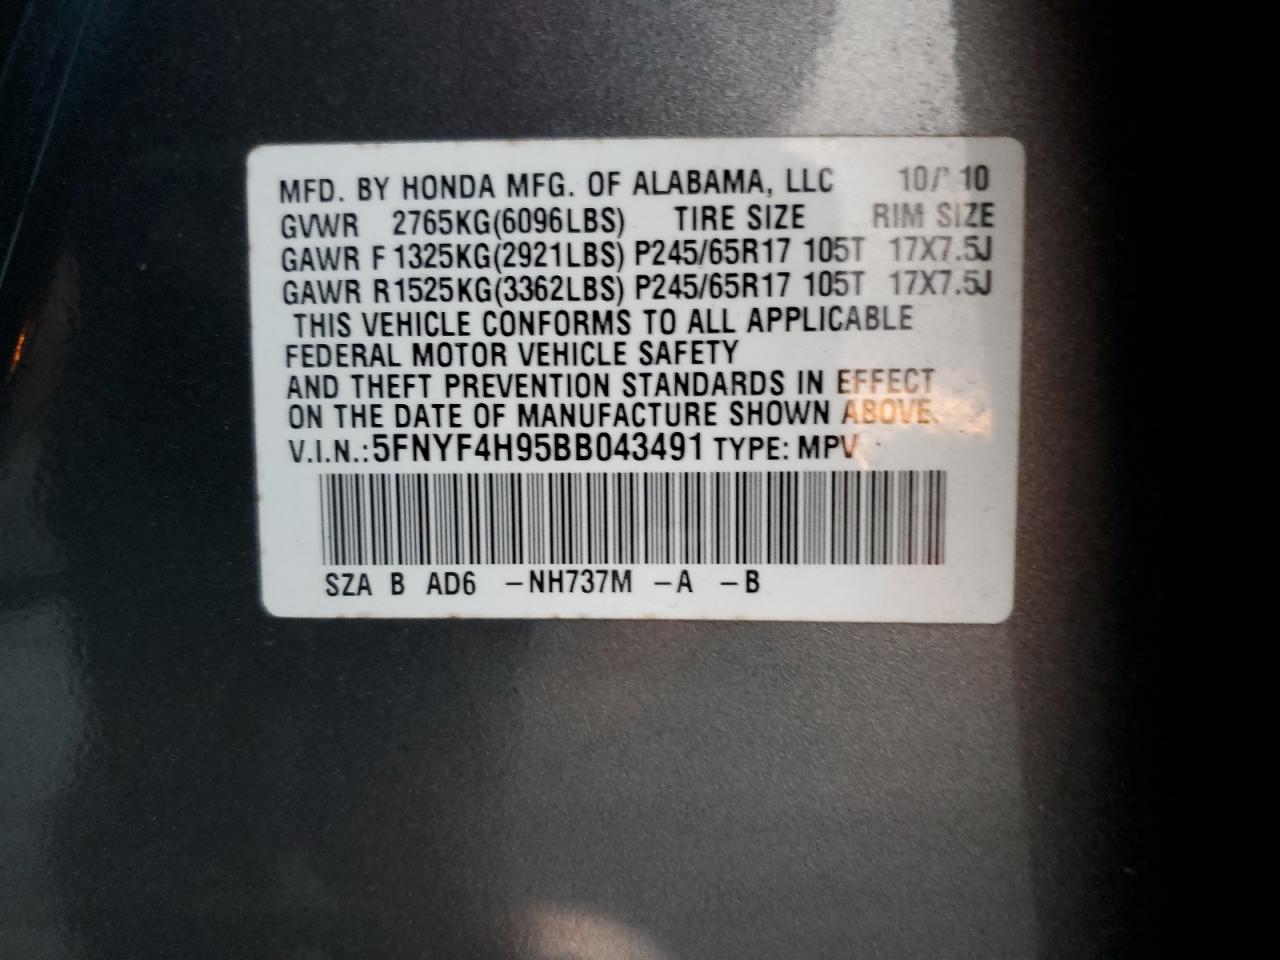 MFD. BY HONDA MFG. OF ALABAMA, LLC 10/ 10
GVWR 2765KG(6096LBS) TIRE SIZE RIM SIZE
GAWR F 1325KG(2921LBS) P245/65R17 105T 17X7.5J
GAWR R1525KG(3362LBS) P245/65R17 105T 17X7.5J
THIS VEHICLE CONFORMS TO ALL APPLICABLE
FEDERAL MOTOR VEHICLE SAFETY
AND THEFT PREVENTION STANDARDS IN EFFECT
ON THE DATE OF MANUFACTURE SHOWN ABOVE.
V.I.N.:5FNYF4H95BB043491 TYPE: MPV
SZA B AD6 -NH737M -A -B